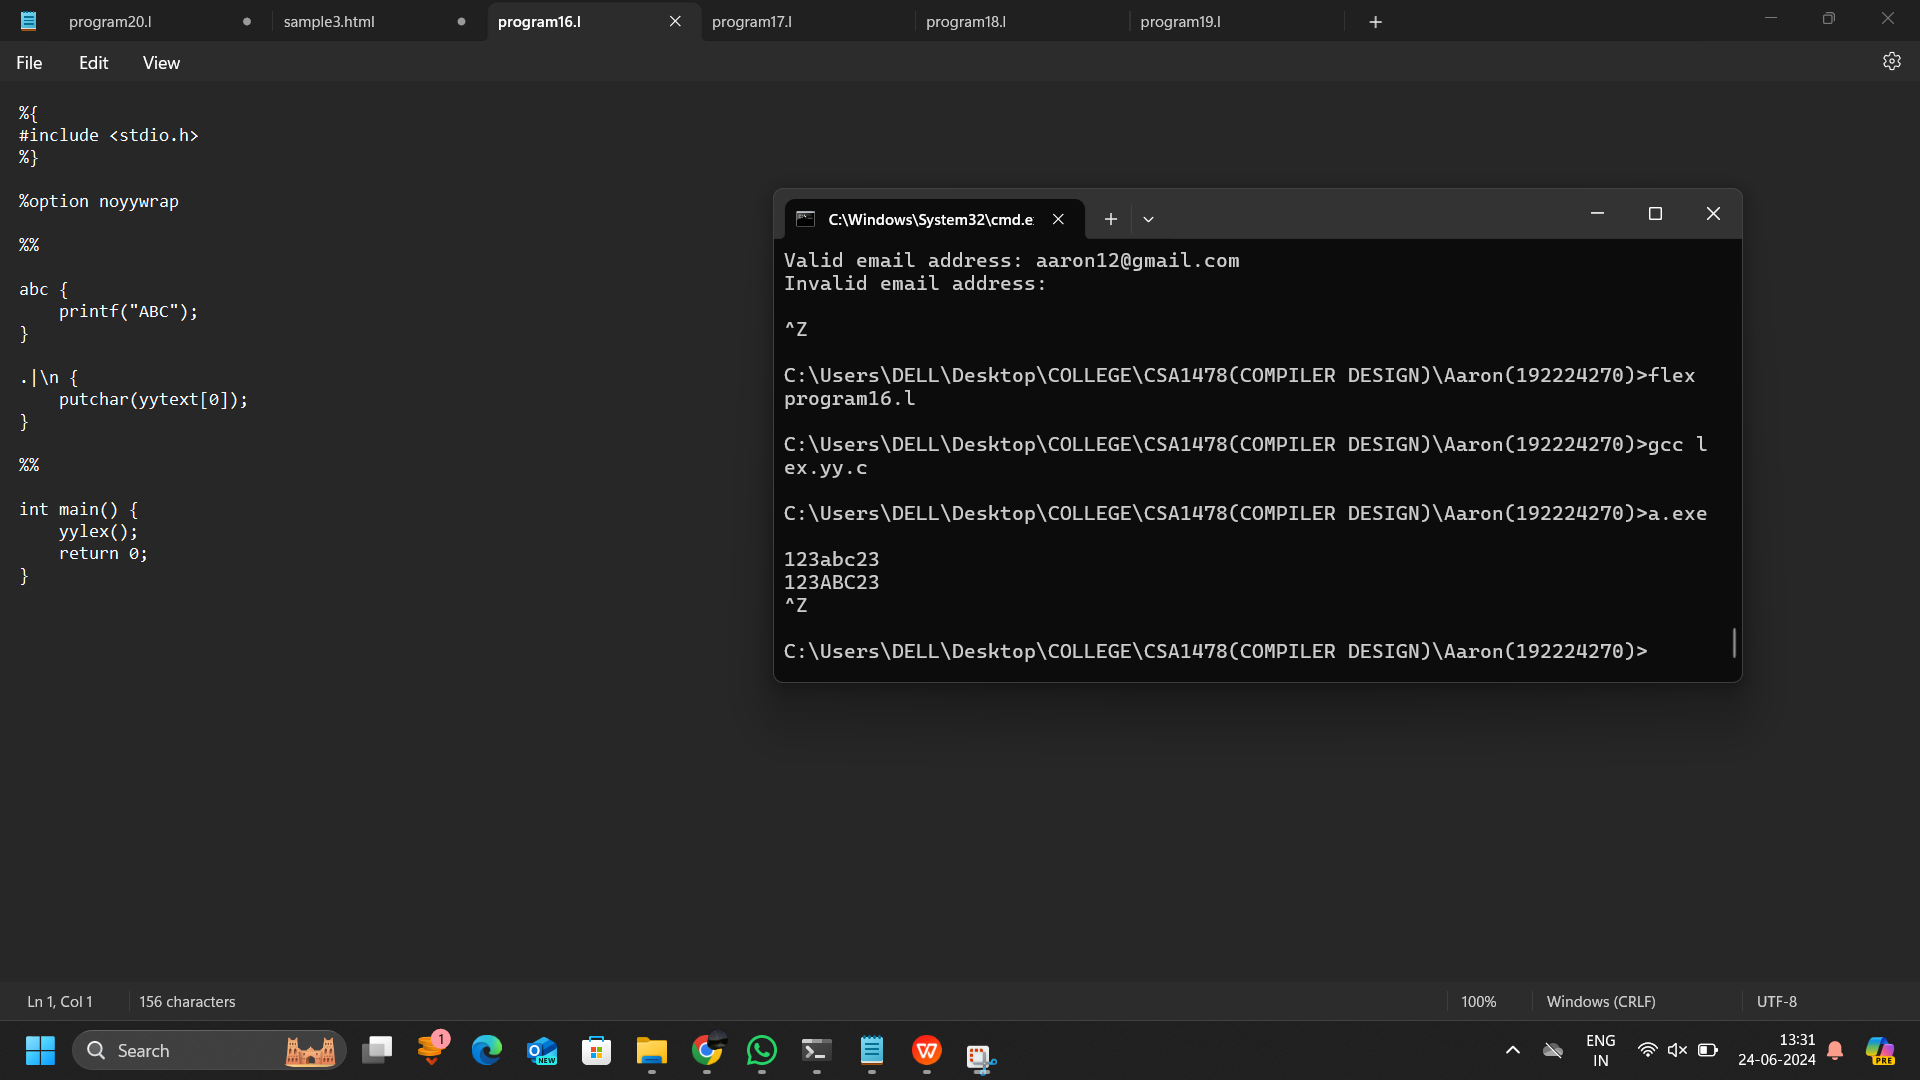 program20.l
sample3.html
program16.l
program17.l
program18.l
program19.l
File Edit View
%{
#include <stdio.h>
%}
%option noyywrap
%%
abc {
printf("ABC");
}
.|\n {
putchar(yytext[0]);
}
%%
int main() {
yylex();
return 0;
}
C:\Windows\System32\cmd.e
Valid email address: aaron12@gmail.com
Invalid email address:
^Z
C:\Users\DELL\Desktop\COLLEGE\CSA1478(COMPILER DESIGN)\Aaron(192224270)>flex
program16.l
C:\Users\DELL\Desktop\COLLEGE\CSA1478(COMPILER DESIGN)\Aaron(192224270)>gcc l
ex.yy.c
C:\Users\DELL\Desktop\COLLEGE\CSA1478(COMPILER DESIGN)\Aaron(192224270)>a.exe
123abc23
123ABC23
^Z
C:\Users\DELL\Desktop\COLLEGE\CSA1478(COMPILER DESIGN)\Aaron(192224270)>
Ln 1, Col 1
156 characters
100%
Windows (CRLF)
UTF-8
Search
1
NEW
ENG
IN
13:31
24-06-2024
PRE